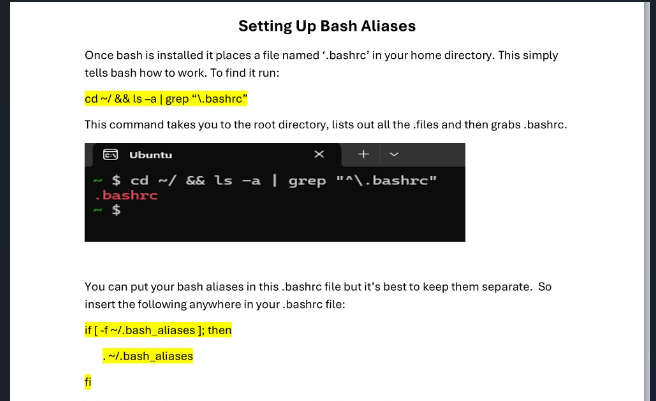 Setting Up Bash Aliases
Once bash is installed it places a file named ‘.bashrc’ in your home directory. This simply
tells bash how to work. To find it run:
cd ~/ && ls –a | grep “\.bashrc”
This command takes you to the root directory, lists out all the .files and then grabs .bashrc.
Ubuntu
~ $ cd ~/ && ls -a | grep "^\.bashrc"
.bashrc
~ $
You can put your bash aliases in this .bashrc file but it’s best to keep them separate.  So
insert the following anywhere in your .bashrc file:
if [ -f ~/.bash_aliases ]; then
. ~/.bash_aliases
fi